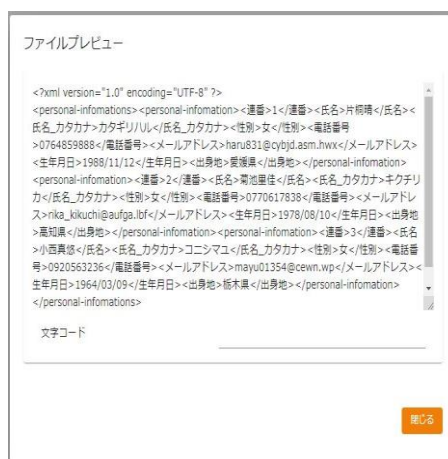 ファイルプレビュー
<?xml version="1.0" encoding="UTF-8" ?>
<personal-infomations><personal-infomation><連番>1</連番><氏名>片桐晴</氏名><
氏名_カタカナ>カタギリハル</氏名_カタカナ><性別>女</性別><電話番号
>0764859888</電話番号><メールアドレス>haru831@cybjd.asm.hwx</メールアドレス>
<生年月日>1988/11/12</生年月日><出身地>愛媛県</出身地></personal-infomation>
<personal-infomation><連番>2</連番><氏名>菊池里佳</氏名><氏名_カタカナ>キクチリ
カ</氏名_カタカナ><性別>女</性別><電話番号>0770617838</電話番号><メールアドレ
ス>rika_kikuchi@aufga.lbf</メールアドレス><生年月日>1978/08/10</生年月日><出身地
>高知県</出身地></personal-infomation><personal-infomation><連番>3</連番><氏名
>小西真悠</氏名><氏名_カタカナ>コニシマユ</氏名_カタカナ><性別>女</性別><電話番
号>0920563236</電話番号><メールアドレス>mayu01354@cewn.wp</メールアドレス><
生年月日>1964/03/09</生年月日><出身地>栃木県</出身地></personal-infomation>
</personal-infomations>
文字コード
閉じる